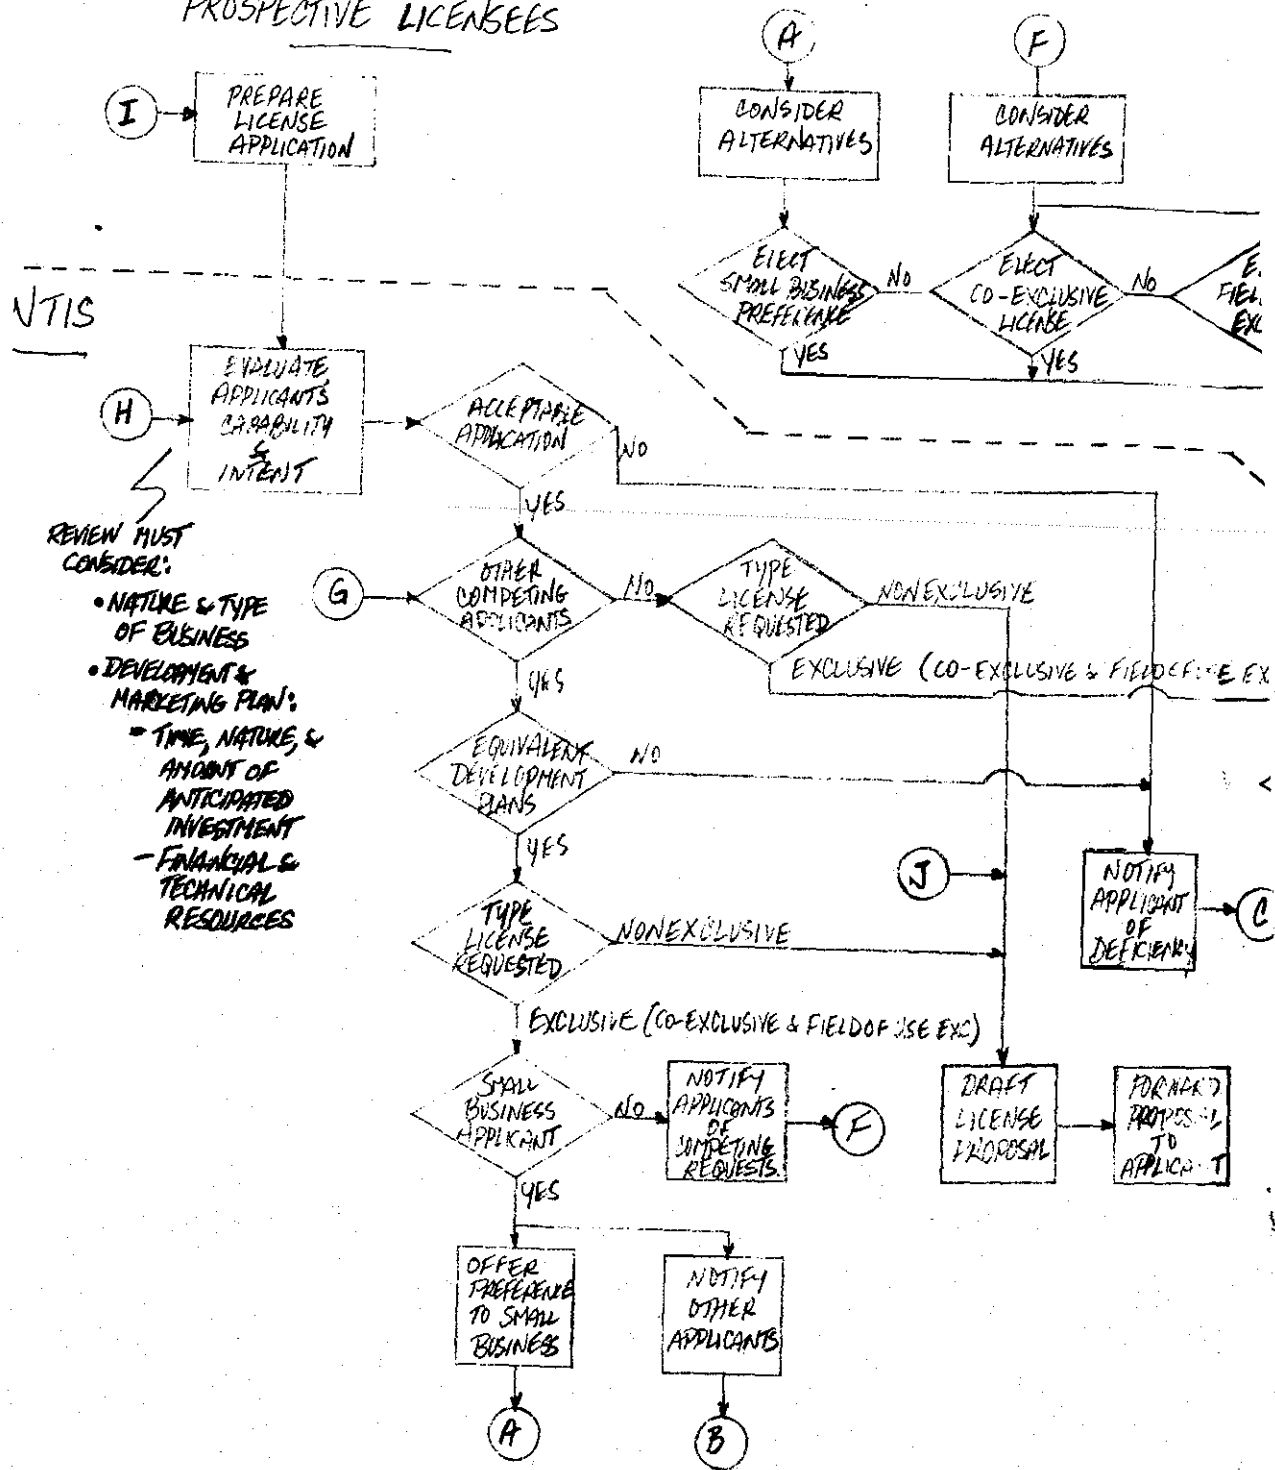 PROSPECTIVE LICENSEES
I
PREPARE
LICENSE
APPLICATION
A
CONSIDER
ALTERNATIVES
F
CONSIDER
ALTERNATIVES
ELECT
SMALL BUSINESS
PREFERENCE
NO
YES
ELECT
CO-EXCLUSIVE
LICENSE
NO
YES
NTIS
H
EVALUATE
APPLICANTS
CAPABILITY
&
INTENT
ACCEPTABLE
APPLICATION
NO
YES
REVIEW MUST
CONSIDER:
• NATURE & TYPE
OF BUSINESS
• DEVELOPMENT &
MARKETING PLAN:
- TIME, NATURE, &
AMOUNT OF
ANTICIPATED
INVESTMENT
- FINANCIAL &
TECHNICAL
RESOURCES
G
OTHER
COMPETING
APPLICANTS
NO
YES
TYPE
LICENSE
REQUESTED
NONEXCLUSIVE
EXCLUSIVE (CO-EXCLUSIVE & FIELD OF USE EX
EQUIVALENT
DEVELOPMENT
PLANS
NO
YES
J
NOTIFY
APPLICANT
OF
DEFICIENCY
C
TYPE
LICENSE
REQUESTED
NONEXCLUSIVE
EXCLUSIVE (CO-EXCLUSIVE & FIELD OF USE EXC)
SMALL
BUSINESS
APPLICANT
NO
YES
NOTIFY
APPLICANTS
OF
COMPETING
REQUESTS.
F
DRAFT
LICENSE
PROPOSAL
FORWARD
PROPOSAL
TO
APPLICANT
OFFER
PREFERENCE
TO SMALL
BUSINESS
NOTIFY
OTHER
APPLICANTS
A
B